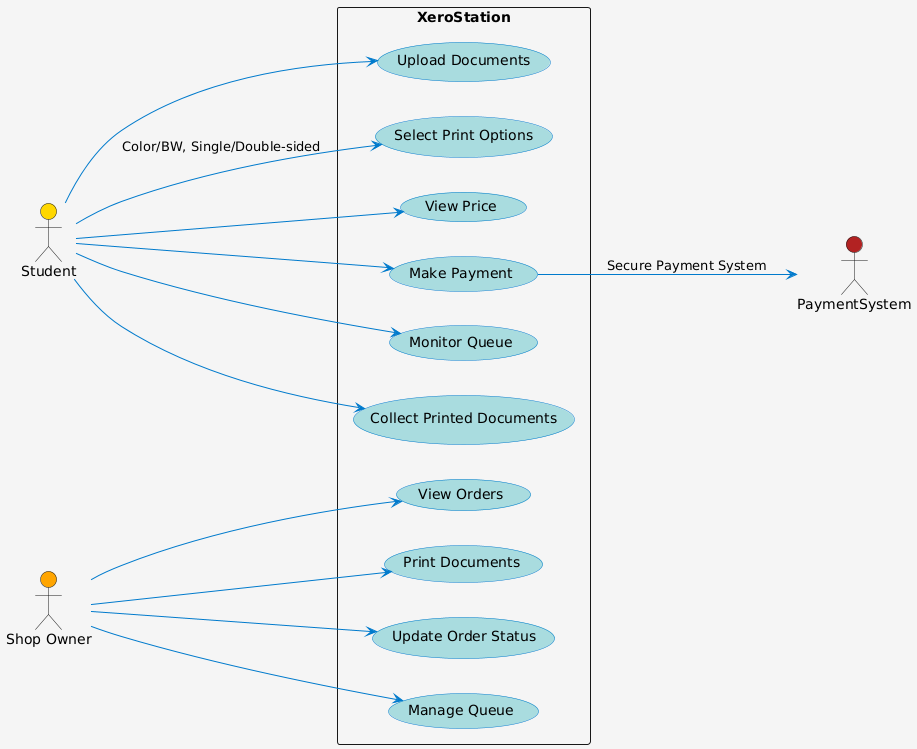 XeroStation
Upload Documents
Color/BW, Single/Double-sided
Select Print Options
View Price
Student
Make Payment
Secure Payment System
PaymentSystem
Monitor Queue
Collect Printed Documents
View Orders
Print Documents
Shop Owner
Update Order Status
Manage Queue